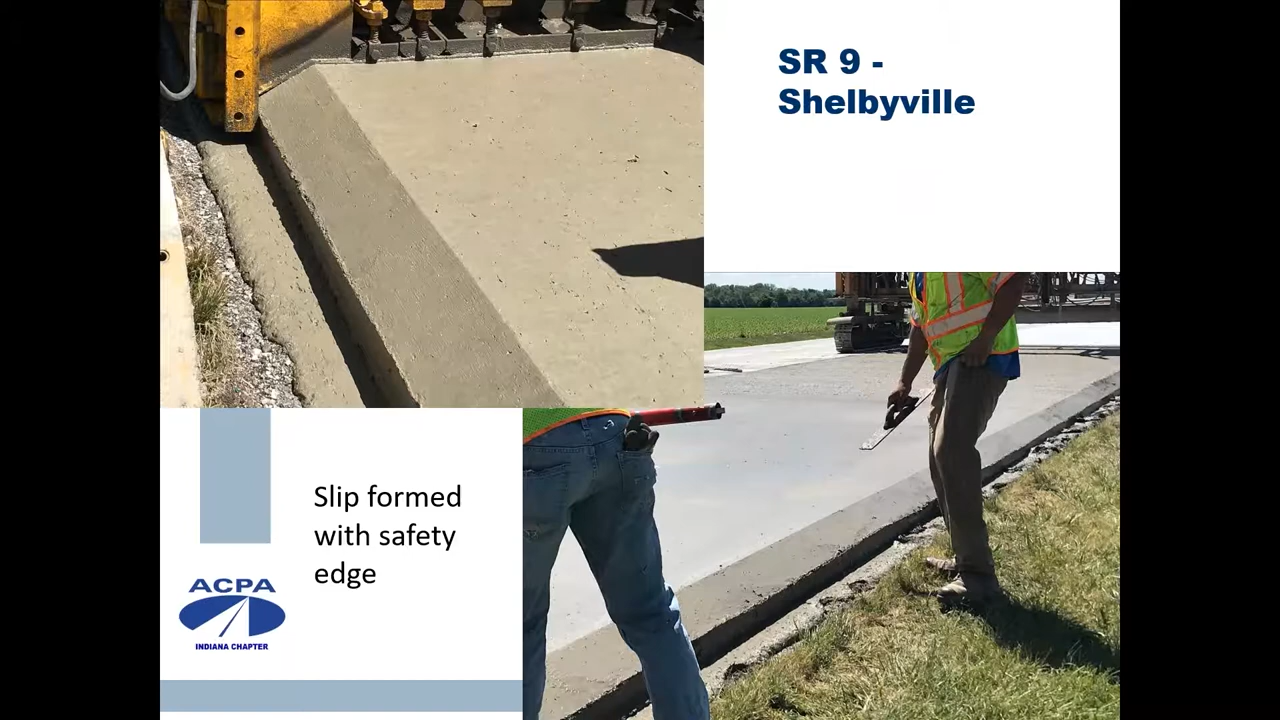 SR 9 -
Shelbyville
Slip formed
with safety
edge
ACPA
INDIANA CHAPTER